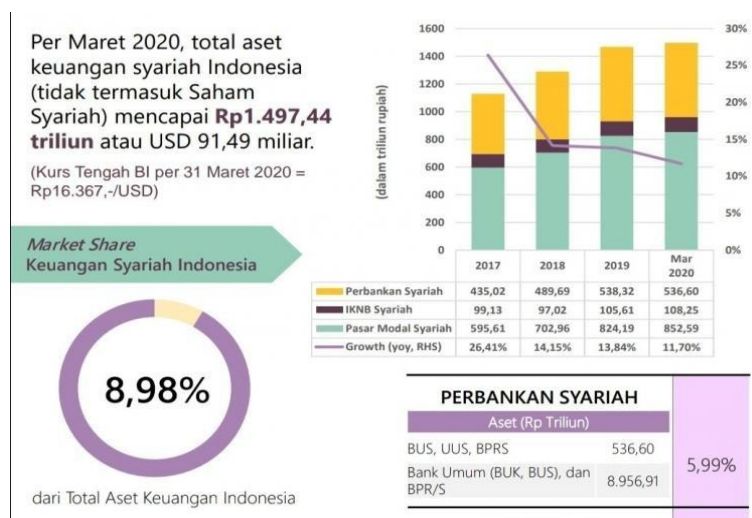 Per Maret 2020, total aset
keuangan syariah Indonesia
(tidak termasuk Saham
Syariah) mencapai Rp1.497,44
triliun atau USD 91,49 miliar.
(Kurs Tengah BI per 31 Maret 2020 =
Rp16.367,-/USD)
Market Share
Keuangan Syariah Indonesia
8,98%
dari Total Aset Keuangan Indonesia
(dalam triliun rupiah)
1600
1400
1200
1000
800
600
400
200
0
30%
25%
20%
15%
10%
5%
0%
2017 2018 2019 Mar 2020
Perbankan Syariah 435,02 489,69 538,32 536,60
IKNB Syariah 99,13 97,02 105,61 108,25
Pasar Modal Syariah 595,61 702,96 824,19 852,59
Growth (yoy, RHS) 26,41% 14,15% 13,84% 11,70%
PERBANKAN SYARIAH
Aset (Rp Triliun)
BUS, UUS, BPRS 536,60
Bank Umum (BUK, BUS), dan
BPR/S 8.956,91
5,99%